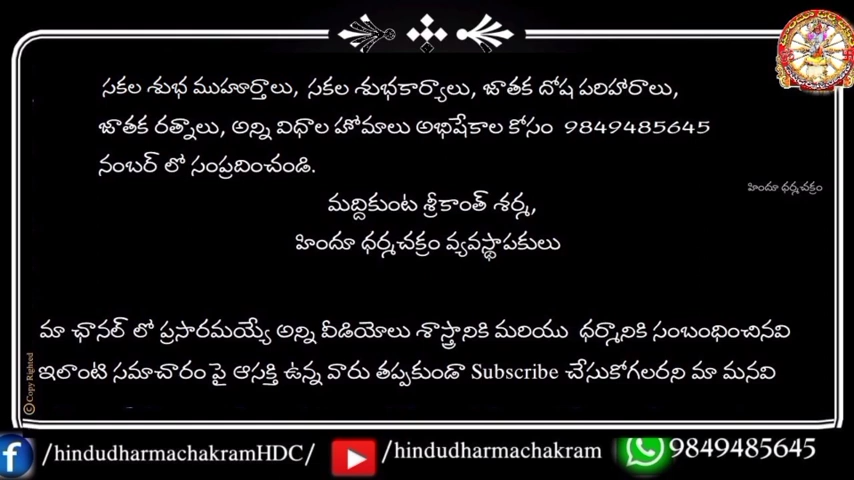 సకల శుభ ముహూర్తాలు, సకల శుభకార్యాలు, జాతక దోష పరిహారాలు,
జాతక రత్నాలు, అన్ని విధాల హోమాలు అభిషేకాల కోసం 9849485645
నంబర్ లో సంప్రదించండి.
హిందూ ధర్మచక్రం
మద్దికుంట శ్రీకాంత్ శర్మ,
హిందూ ధర్మచక్రం వ్యవస్థాపకులు
మా ఛానల్ లో ప్రసారమయ్యే అన్ని వీడియోలు శాస్త్రానికి మరియు ధర్మానికి సంబంధించినవి
ఇలాంటి సమాచారం పై ఆసక్తి ఉన్న వారు తప్పకుండా Subscribe చేసుకోగలరని మా మనవి
© Copy Righted
/hindudharmachakramHDC/ /hindudharmachakram 9849485645